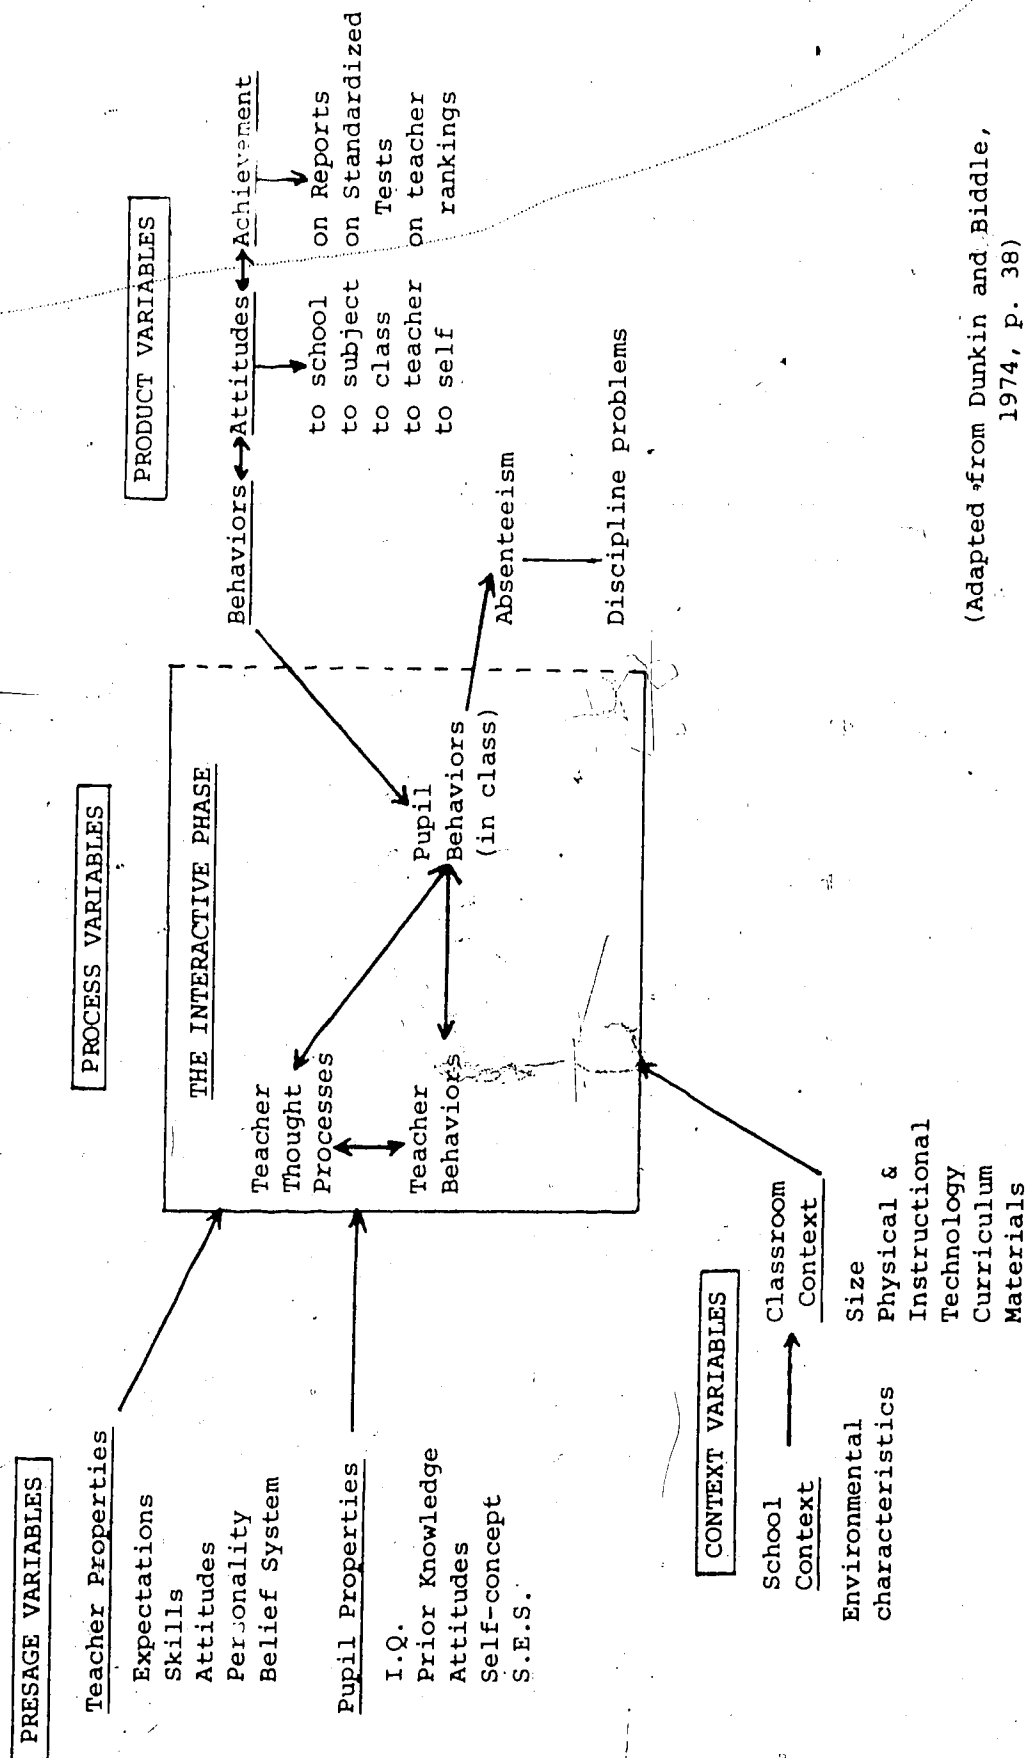 PRESAGE VARIABLES
Teacher Properties
Expectations
Skills
Attitudes
Personality
Belief System
Pupil Properties
I.Q.
Prior Knowledge
Attitudes
Self-concept
S.E.S.
CONTEXT VARIABLES
School
Context
Environmental
characteristics
Classroom
Context
Size
Physical &
Instructional
Technology
Curriculum
Materials
PROCESS VARIABLES
THE INTERACTIVE PHASE
Teacher
Thought
Processes
Teacher
Behaviors
Pupil
Behaviors
(in class)
PRODUCT VARIABLES
Behaviors
Attitudes
Achievement
to school
to subject
to class
to teacher
to self
on Reports
on Standardized
Tests
on teacher
rankings
Absenteeism
Discipline problems
(Adapted from Dunkin and Biddle,
1974, p. 38)